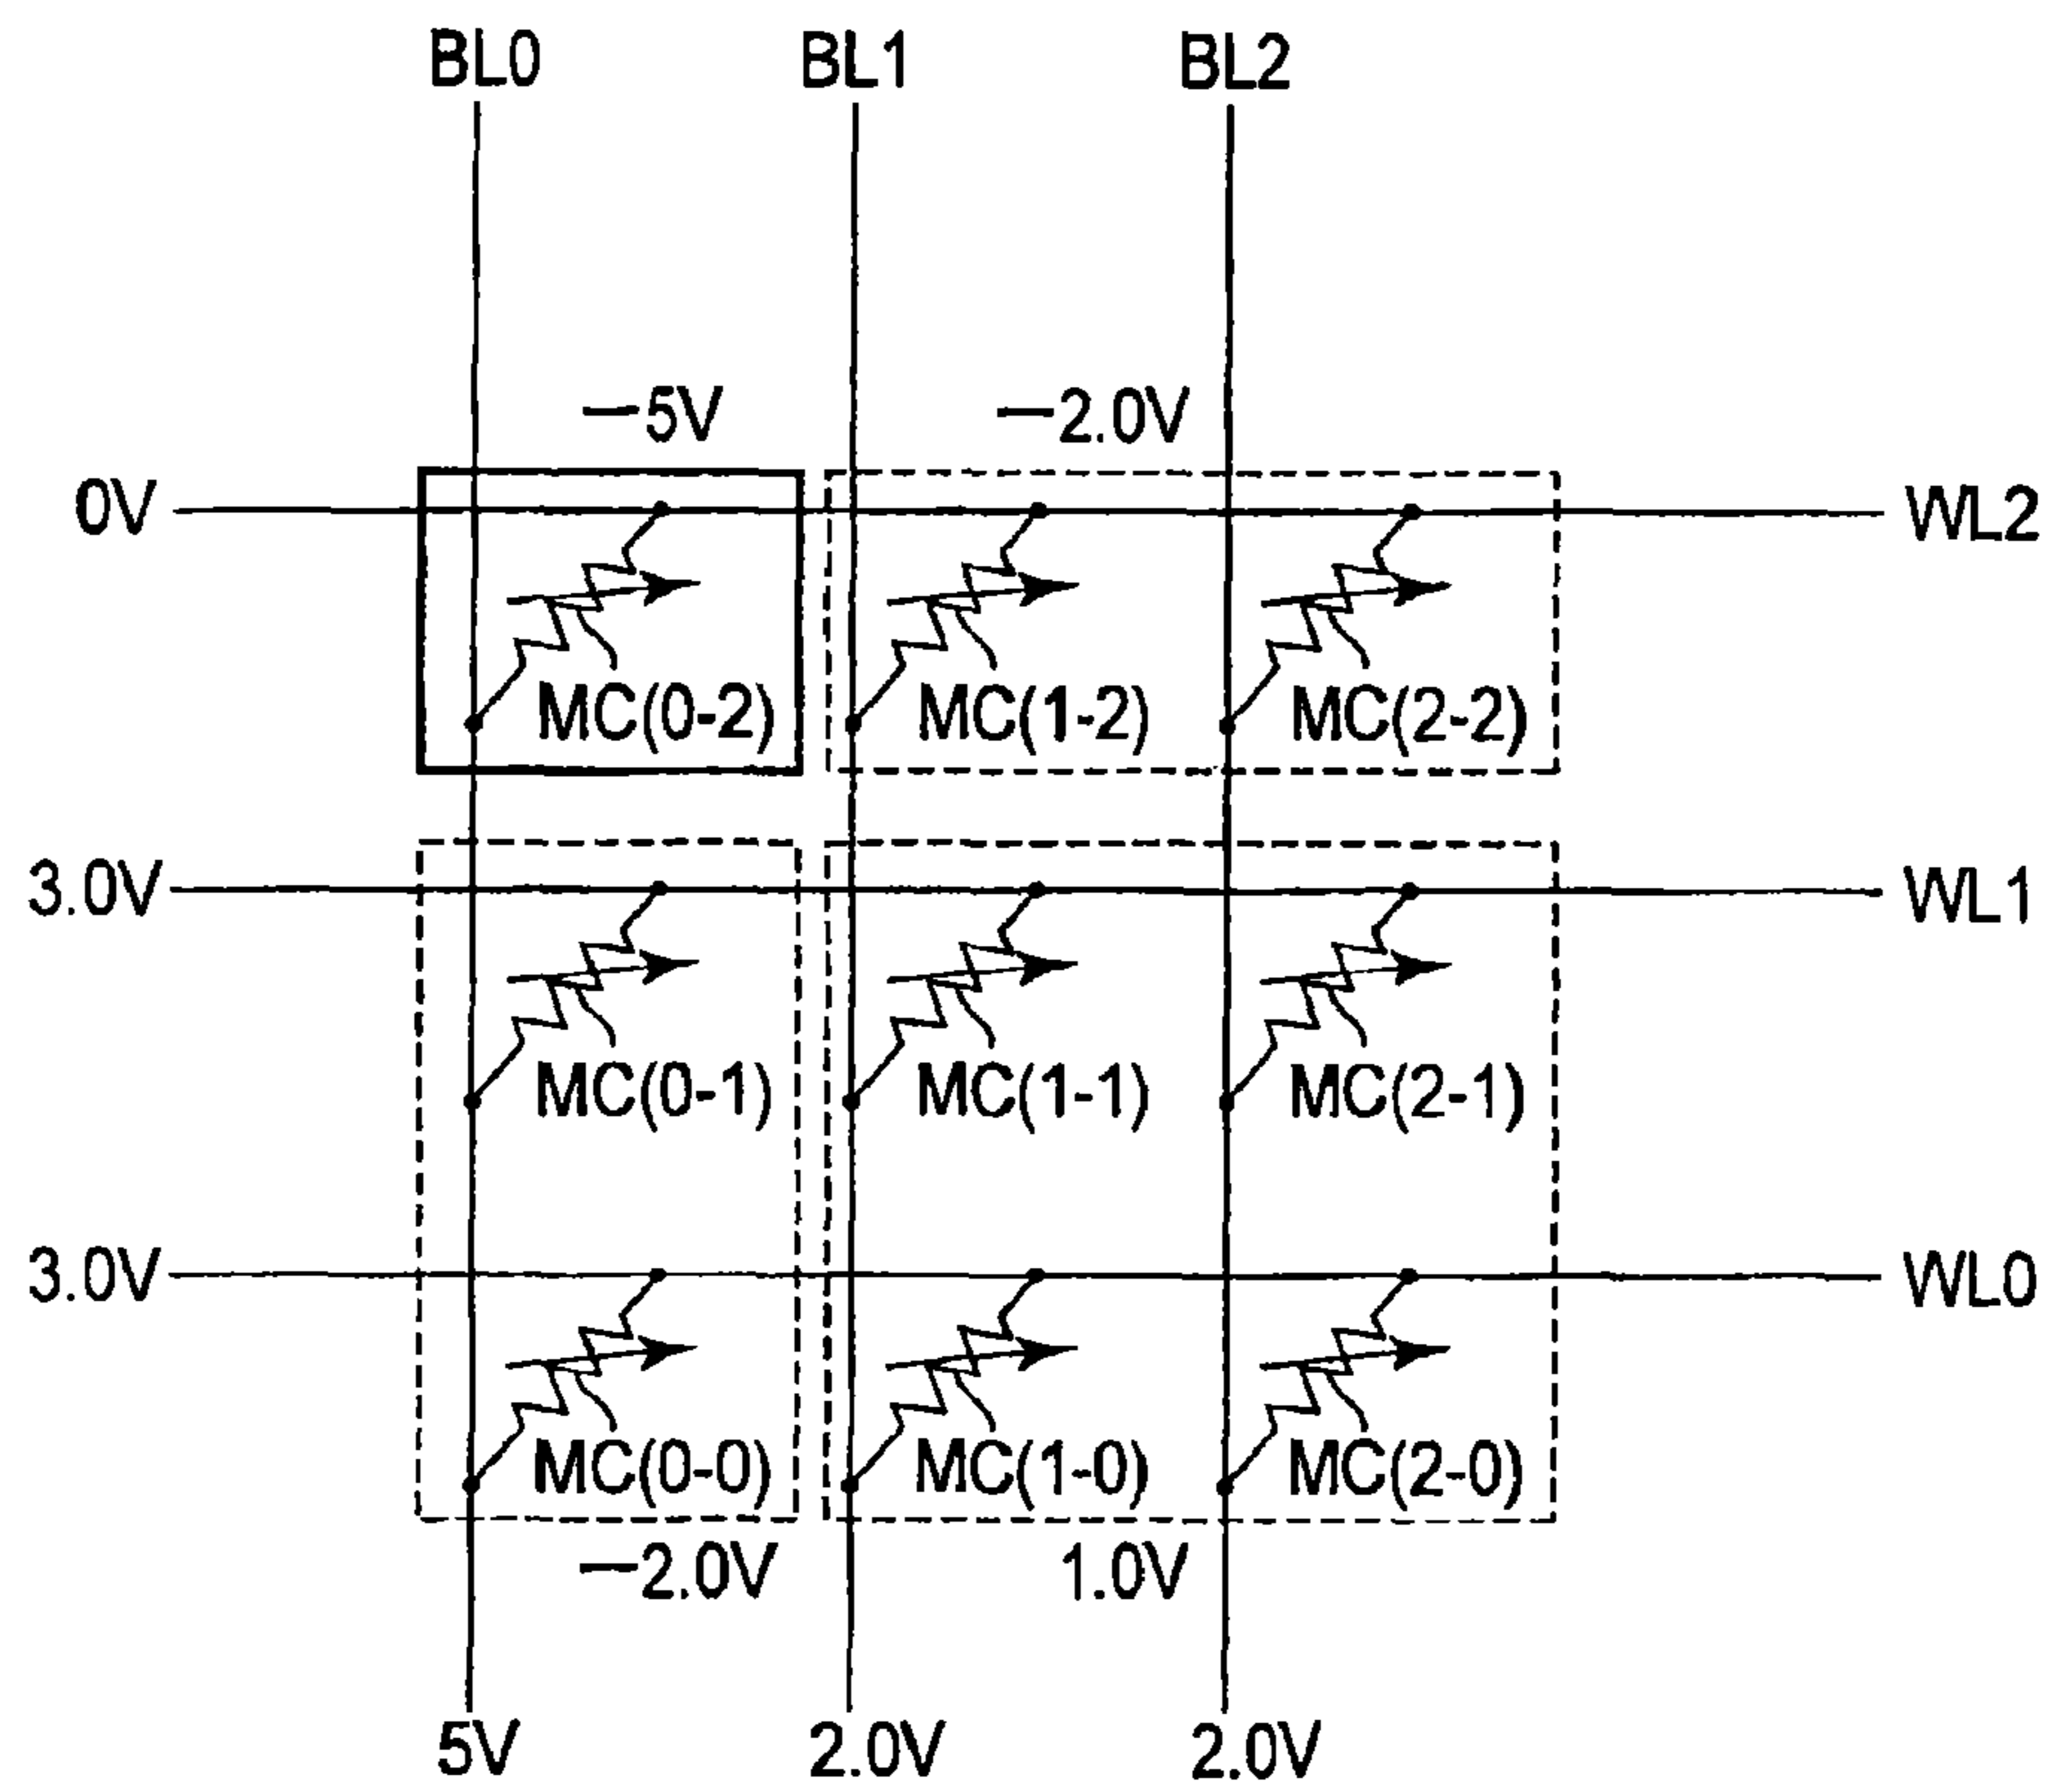 BL0 BL1 BL2
−5V −2.0V
0V WL2
MC(0-2) MC(1-2) MC(2-2)
3.0V WL1
MC(0-1) MC(1-1) MC(2-1)
3.0V WL0
MC(0-0) MC(1-0) MC(2-0)
−2.0V 1.0V
5V 2.0V 2.0V